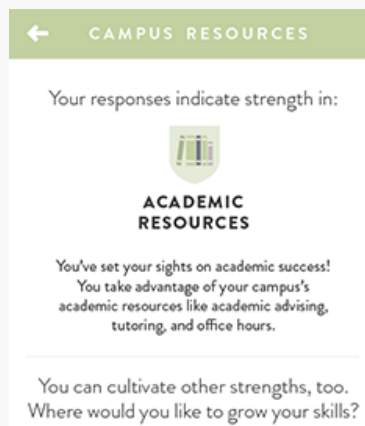 CAMPUS RESOURCES
Your responses indicate strength in:
ACADEMIC
RESOURCES
You've set your sights on academic success!
You take advantage of your campus's
academic resources like academic advising,
tutoring, and office hours.
You can cultivate other strengths, too.
Where would you like to grow your skills?